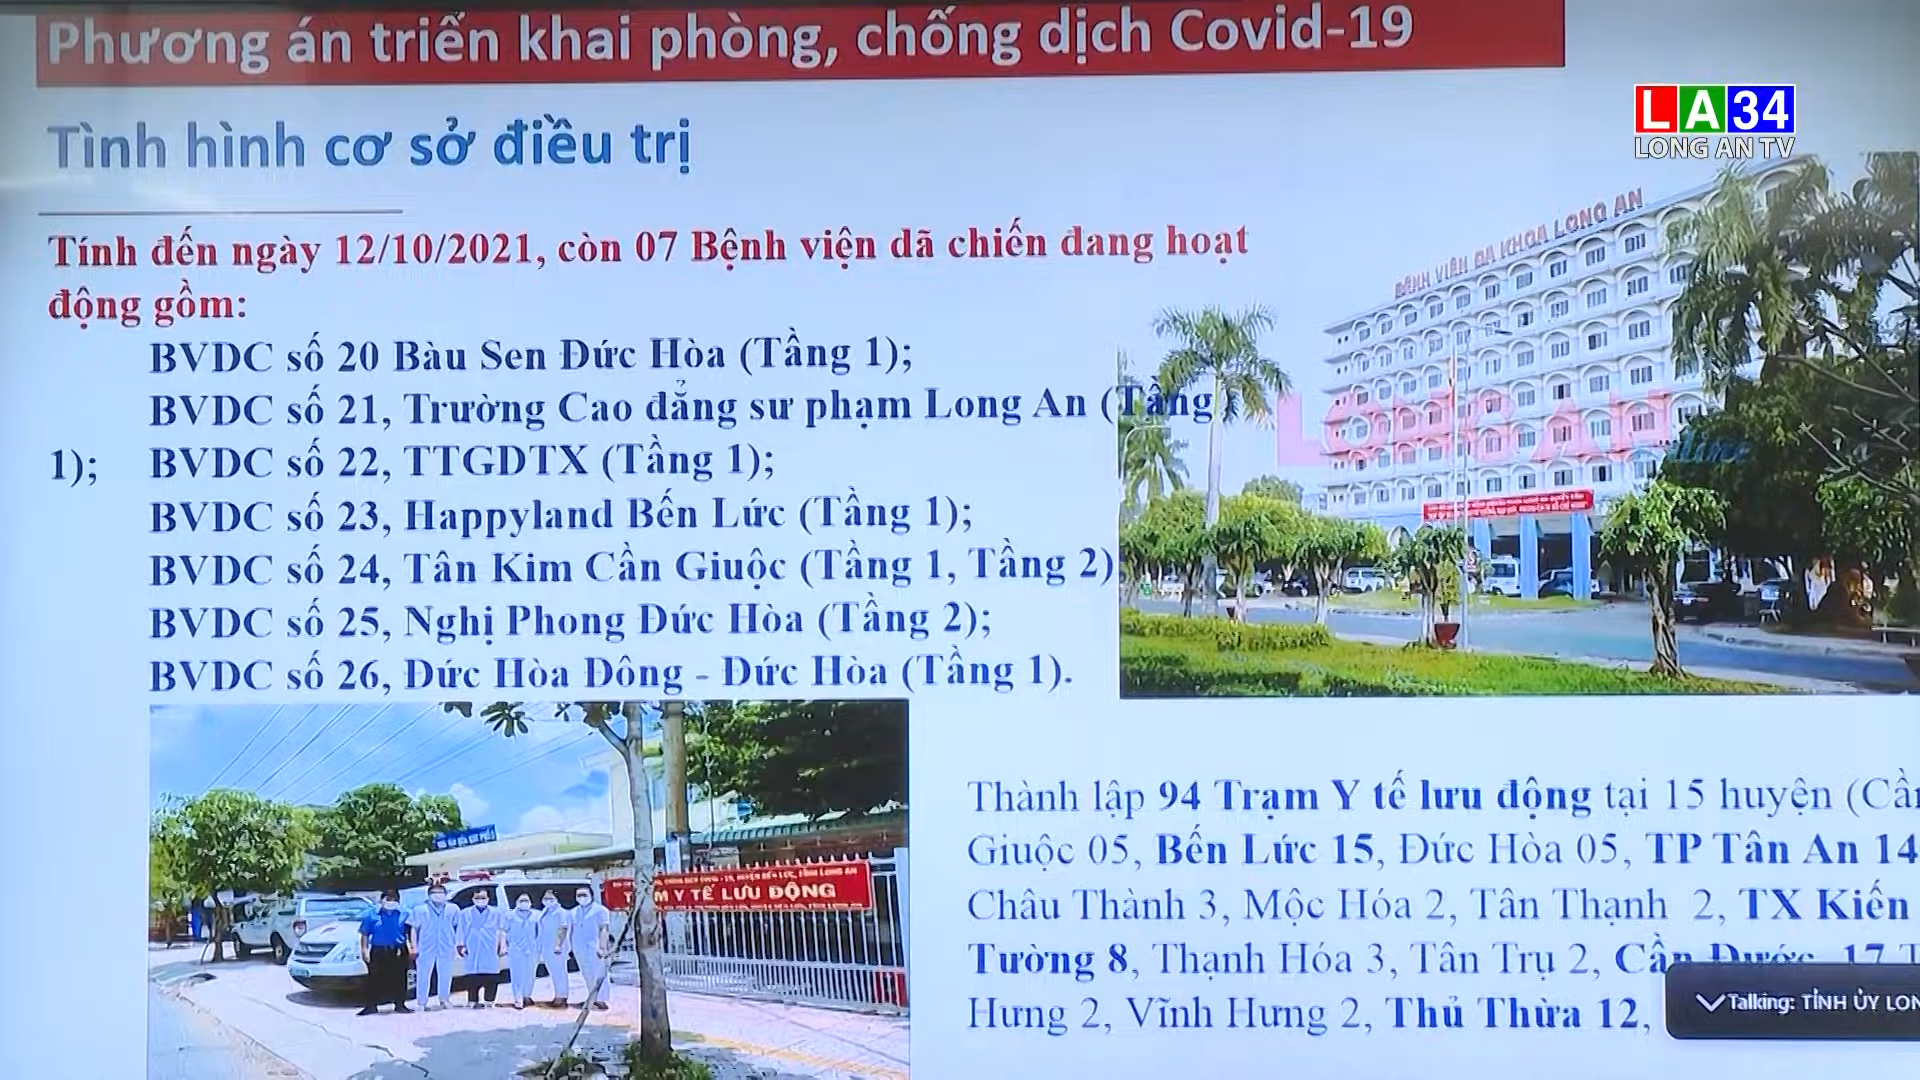 Phương án triển khai phòng, chống dịch Covid-19
LA34
LONG AN TV
Tình hình cơ sở điều trị
Tính đến ngày 12/10/2021, còn 07 Bệnh viện dã chiến đang hoạt
động gồm:
BVDC số 20 Bàu Sen Đức Hòa (Tầng 1);
BVDC số 21, Trường Cao đẳng sư phạm Long An (Tầng
1); BVDC số 22, TTGDTX (Tầng 1);
BVDC số 23, Happyland Bến Lức (Tầng 1);
BVDC số 24, Tân Kim Cần Giuộc (Tầng 1, Tầng 2)
BVDC số 25, Nghị Phong Đức Hòa (Tầng 2);
BVDC số 26, Đức Hòa Đông - Đức Hòa (Tầng 1).
BỆNH VIỆN ĐA KHOA LONG AN
LONG AN
TRẠM Y TẾ LƯU ĐỘNG
Thành lập 94 Trạm Y tế lưu động tại 15 huyện (Cần
Giuộc 05, Bến Lức 15, Đức Hòa 05, TP Tân An 14
Châu Thành 3, Mộc Hóa 2, Tân Thạnh 2, TX Kiến
Tường 8, Thạnh Hóa 3, Tân Trụ 2, Cần Đước 17
Hưng 2, Vĩnh Hưng 2, Thủ Thừa 12,
Talking: TỈNH ỦY LON